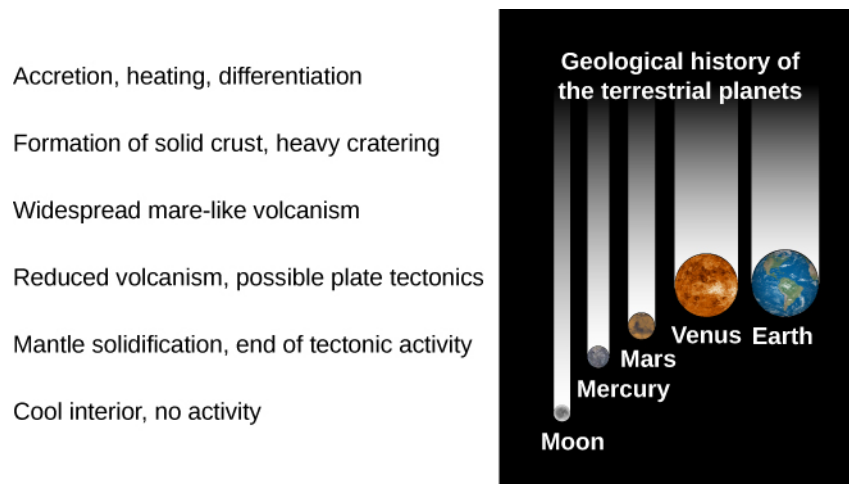 Accretion, heating, differentiation
Formation of solid crust, heavy cratering
Widespread mare-like volcanism
Reduced volcanism, possible plate tectonics
Mantle solidification, end of tectonic activity
Cool interior, no activity
Geological history of
the terrestrial planets
Venus
Earth
Mars
Mercury
Moon